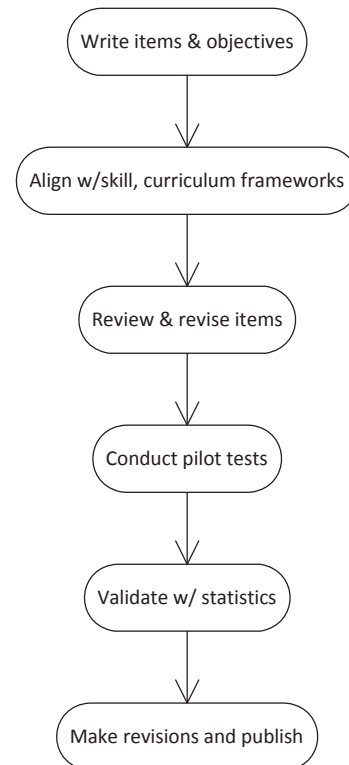 Write items & objectives
Align w/skill, curriculum frameworks
Review & revise items
Conduct pilot tests
Validate w/ statistics
Make revisions and publish